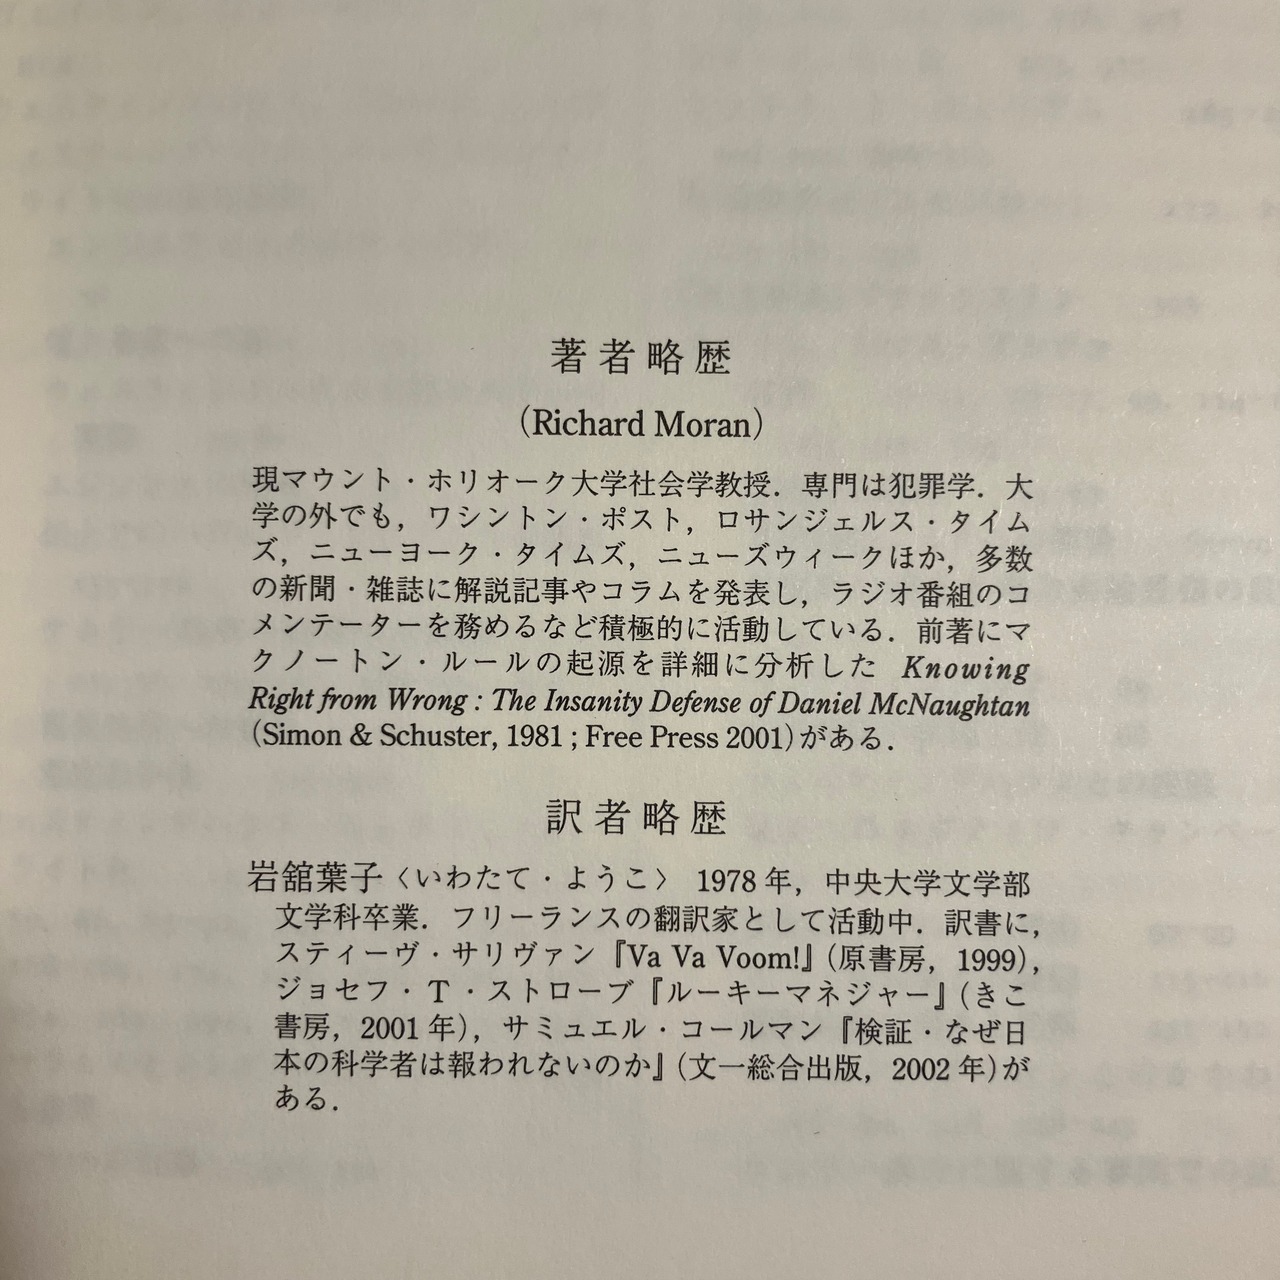 著者略歴
(Richard Moran)
現マウント・ホリオーク大学社会学教授．専門は犯罪学．大
学の外でも，ワシントン・ポスト，ロサンジェルス・タイム
ズ，ニューヨーク・タイムズ，ニューズウィークほか，多数
の新聞・雑誌に解説記事やコラムを発表し，ラジオ番組のコ
メンテーターを務めるなど積極的に活動している．前著にマ
クノートン・ルールの起源を詳細に分析した Knowing
Right from Wrong : The Insanity Defense of Daniel McNaughtan
(Simon & Schuster, 1981 ; Free Press 2001)がある．
訳者略歴
岩舘葉子〈いわたて・ようこ〉 1978年，中央大学文学部
文学科卒業．フリーランスの翻訳家として活動中．訳書に，
スティーヴ・サリヴァン『Va Va Voom!』(原書房，1999)，
ジョセフ・T・ストローブ『ルーキーマネジャー』(きこ
書房，2001年)，サミュエル・コールマン『検証・なぜ日
本の科学者は報われないのか』(文一総合出版，2002年)が
ある．